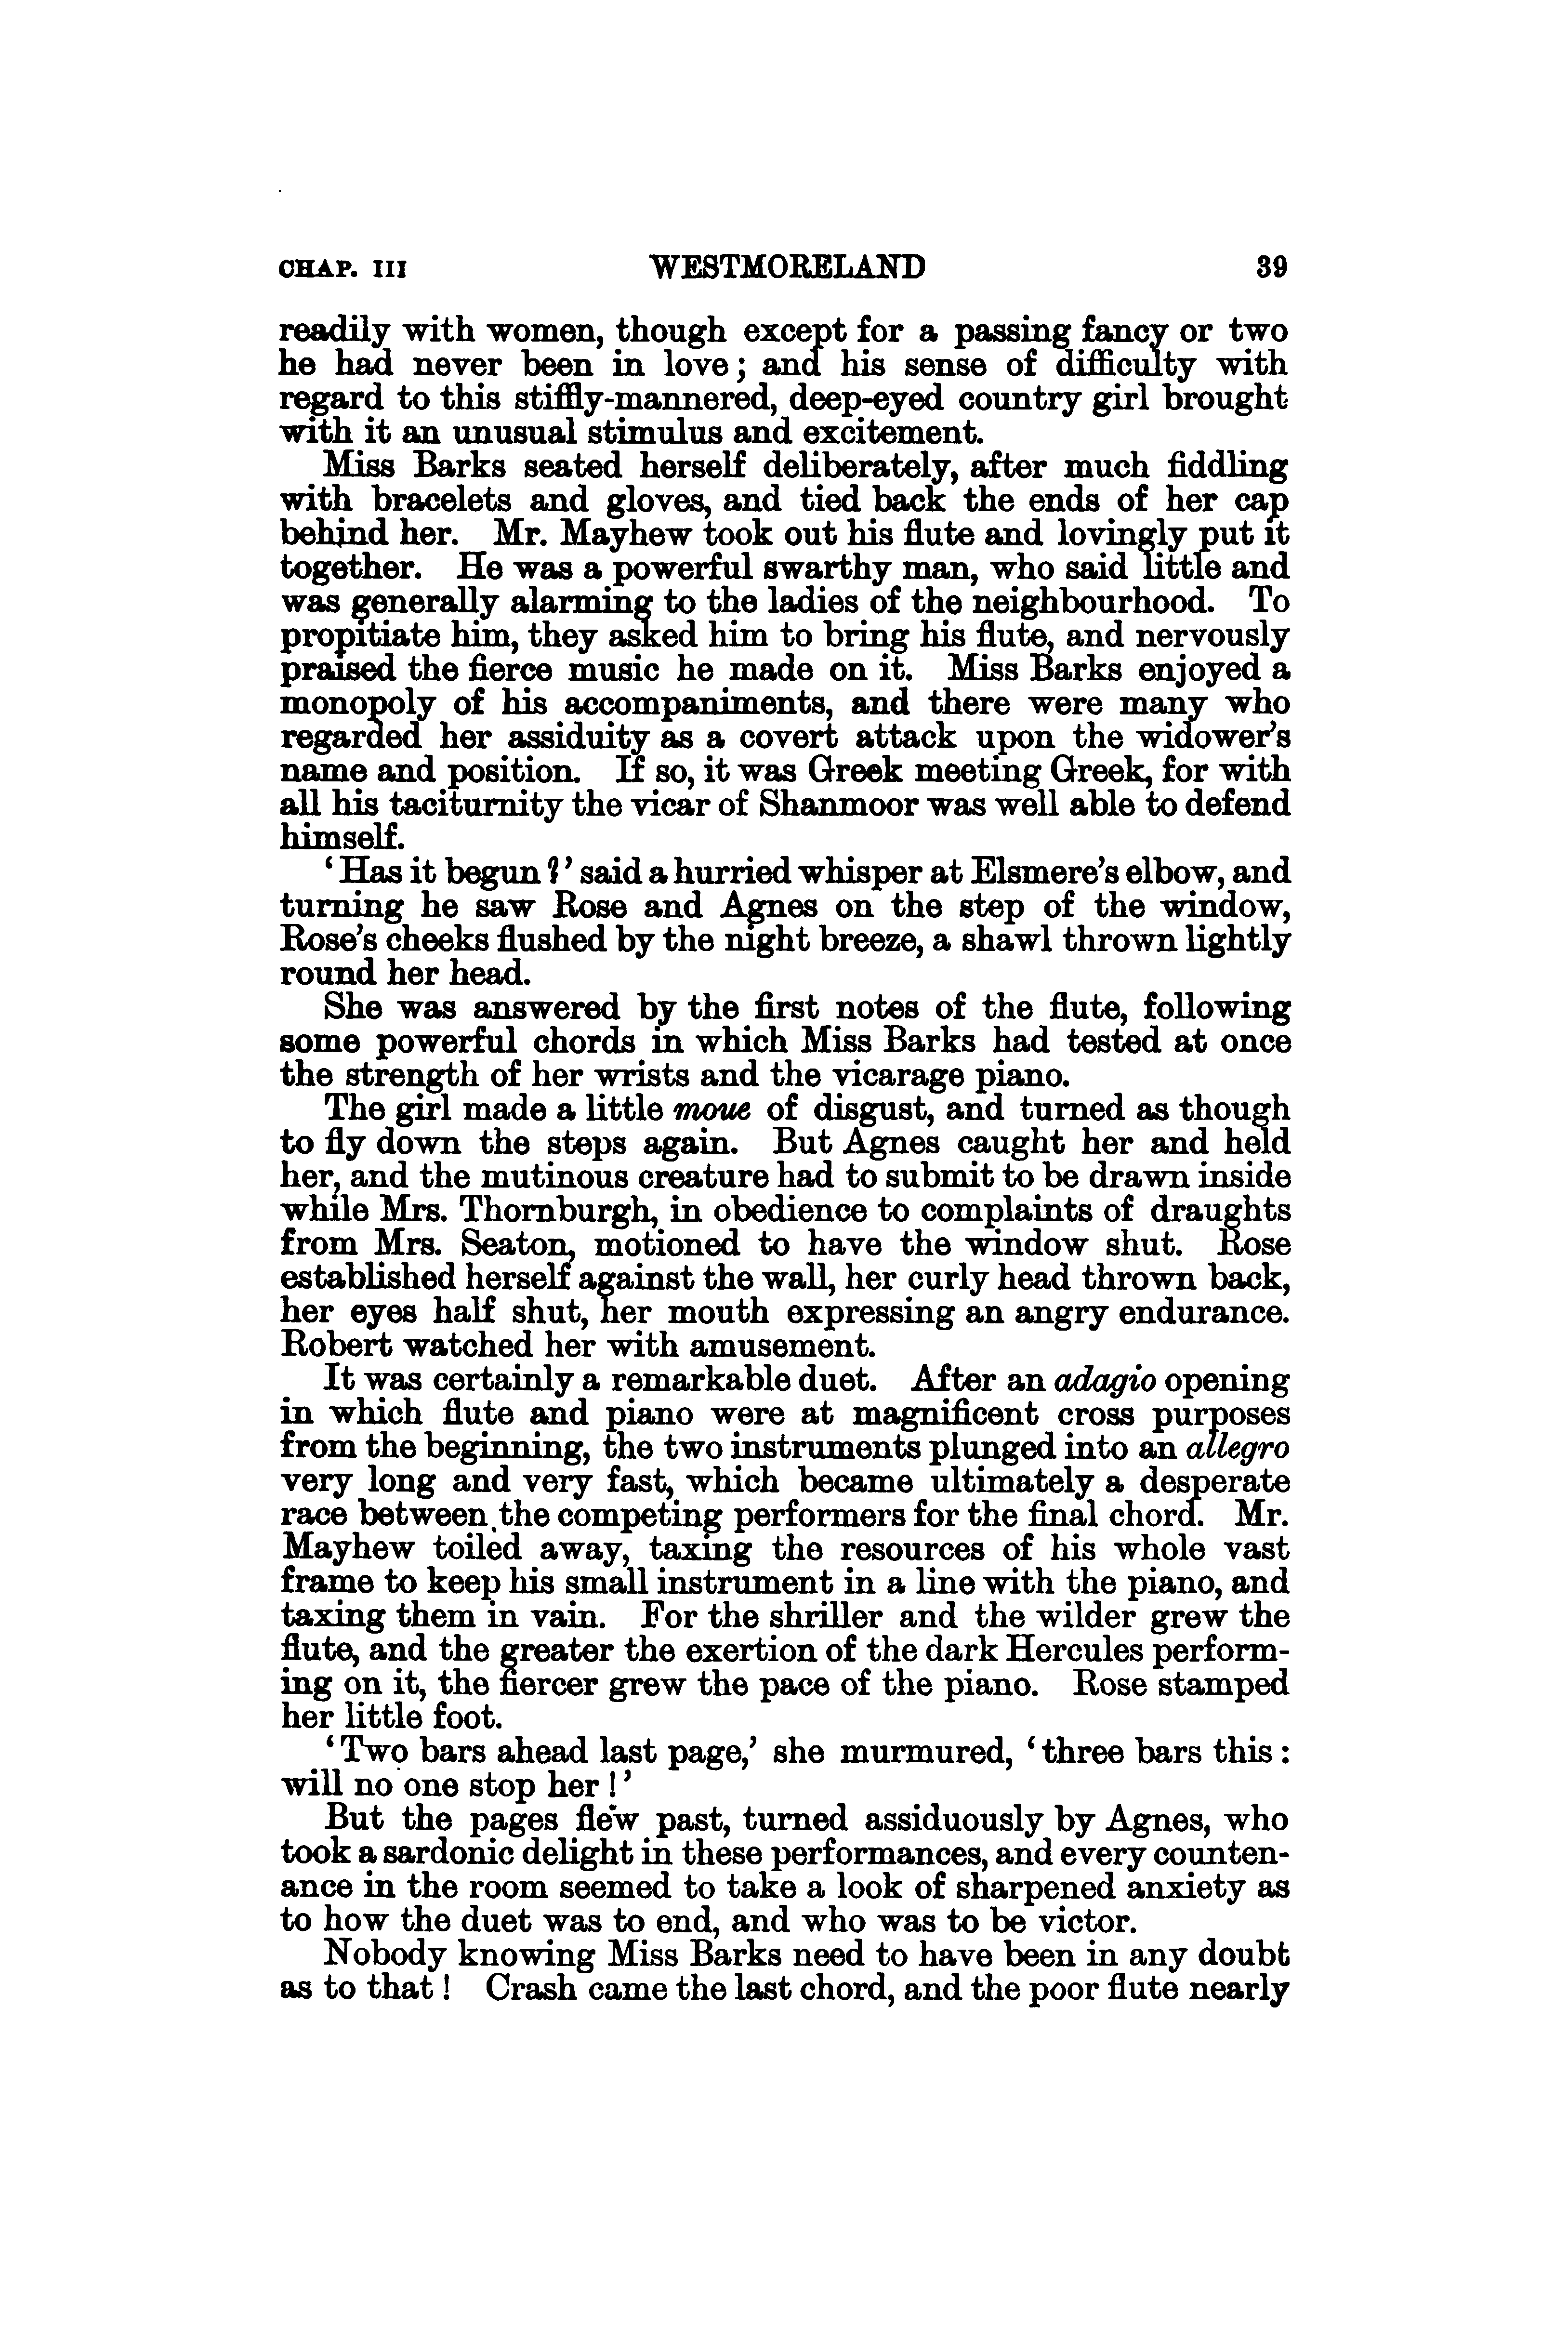 CHAP. III WESTMORELAND 39
readily with women, though except for a passing fancy or two
he had never been in love; and his sense of difficulty with
regard to this stiffly-mannered, deep-eyed country girl brought
with it an unusual stimulus and excitement.
Miss Barks seated herself deliberately, after much fiddling
with bracelets and gloves, and tied back the ends of her cap
behind her. Mr. Mayhew took out his flute and lovingly put it
together. He was a powerful swarthy man, who said little and
was generally alarming to the ladies of the neighbourhood. To
propitiate him, they asked him to bring his flute, and nervously
praised the fierce music he made on it. Miss Barks enjoyed a
monopoly of his accompaniments, and there were many who
regarded her assiduity as a covert attack upon the widower's
name and position. If so, it was Greek meeting Greek, for with
all his taciturnity the vicar of Shanmoor was well able to defend
himself.
'Has it begun?' said a hurried whisper at Elsmere's elbow, and
turning he saw Rose and Agnes on the step of the window,
Rose's cheeks flushed by the night breeze, a shawl thrown lightly
round her head.
She was answered by the first notes of the flute, following
some powerful chords in which Miss Barks had tested at once
the strength of her wrists and the vicarage piano.
The girl made a little moue of disgust, and turned as though
to fly down the steps again. But Agnes caught her and held
her, and the mutinous creature had to submit to be drawn inside
while Mrs. Thornburgh, in obedience to complaints of draughts
from Mrs. Seaton, motioned to have the window shut. Rose
established herself against the wall, her curly head thrown back,
her eyes half shut, her mouth expressing an angry endurance.
Robert watched her with amusement.
It was certainly a remarkable duet. After an adagio opening
in which flute and piano were at magnificent cross purposes
from the beginning, the two instruments plunged into an allegro
very long and very fast, which became ultimately a desperate
race between the competing performers for the final chord. Mr.
Mayhew toiled away, taxing the resources of his whole vast
frame to keep his small instrument in a line with the piano, and
taxing them in vain. For the shriller and the wilder grew the
flute, and the greater the exertion of the dark Hercules perform-
ing on it, the fiercer grew the pace of the piano. Rose stamped
her little foot.
'Two bars ahead last page,' she murmured, 'three bars this:
will no one stop her!'
But the pages flew past, turned assiduously by Agnes, who
took a sardonic delight in these performances, and every counten-
ance in the room seemed to take a look of sharpened anxiety as
to how the duet was to end, and who was to be victor.
Nobody knowing Miss Barks need to have been in any doubt
as to that! Crash came the last chord, and the poor flute nearly